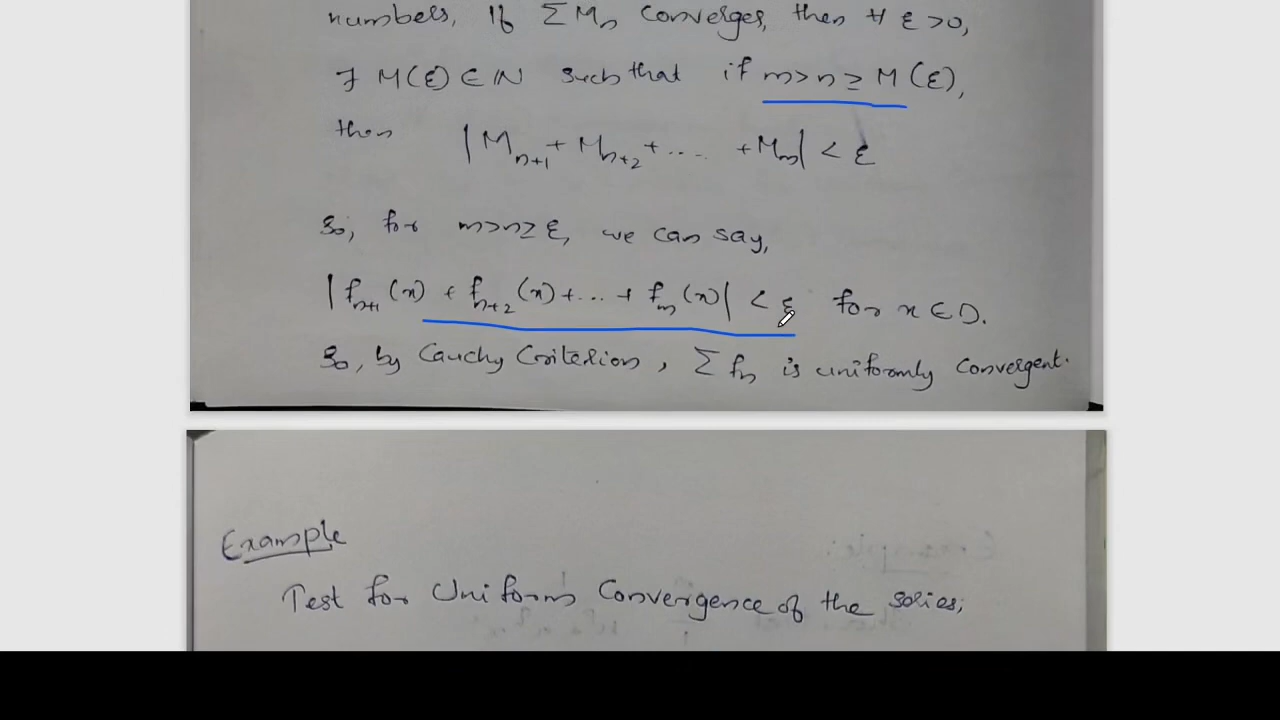 numbers, If ΣMₙ Converges, then ∀ ε>0,
∃ M(ε) ∈ ℕ such that if m>n ≥ M(ε),
then |Mₙ₊₁ + Mₙ₊₂ + .... + Mₘ| < ε
So, for m>n≥ε, we can say,
|fₙ₊₁(x) + fₙ₊₂(x) + ... + fₘ(x)| < ε for x ∈ D.
So, by Cauchy Criterion, Σfₙ is uniformly convergent.
Example
Test for Uniform Convergence of the series,